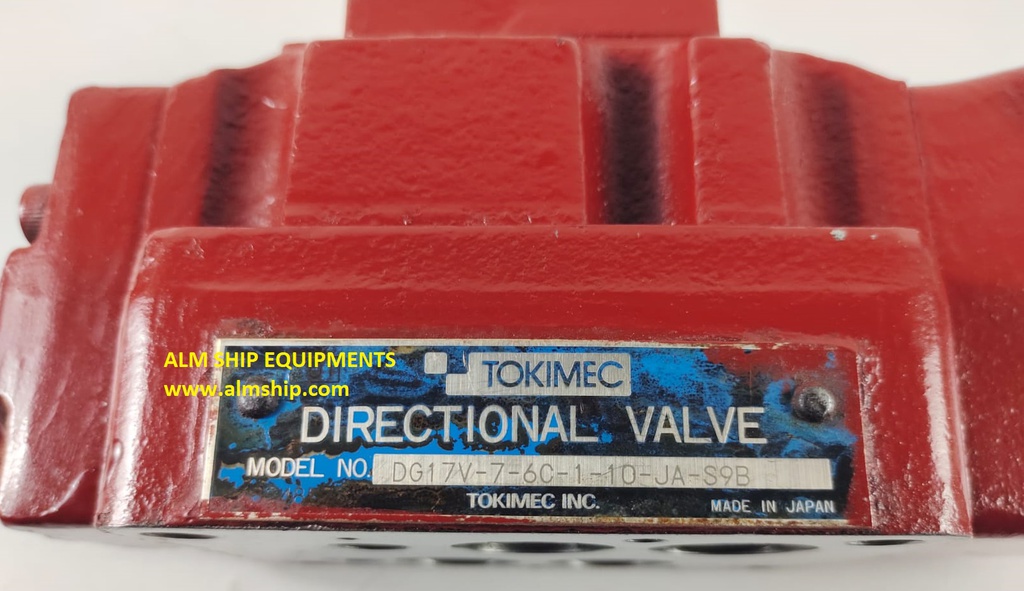 ALM SHIP EQUIPMENTS
www.almship.com
TOKIMEC
DIRECTIONAL VALVE
MODEL NO. DG17V-7-6C-1-10-JA-S9B
TOKIMEC INC.
MADE IN JAPAN